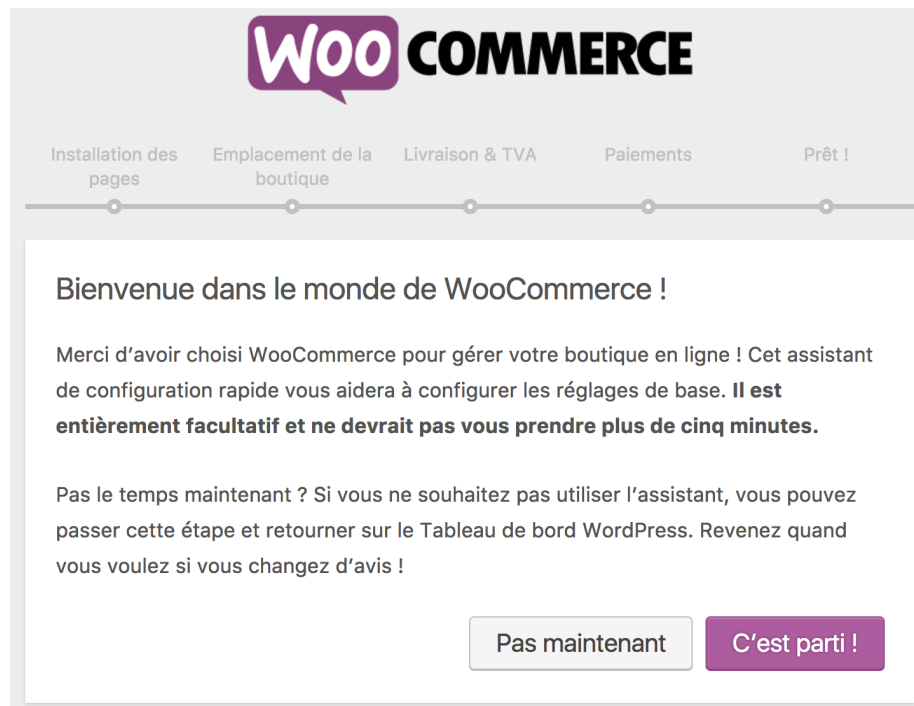 WOO COMMERCE
Installation des
pages
Emplacement de la
boutique
Livraison & TVA
Paiements
Prêt !
Bienvenue dans le monde de WooCommerce !
Merci d’avoir choisi WooCommerce pour gérer votre boutique en ligne ! Cet assistant
de configuration rapide vous aidera à configurer les réglages de base. Il est
entièrement facultatif et ne devrait pas vous prendre plus de cinq minutes.
Pas le temps maintenant ? Si vous ne souhaitez pas utiliser l’assistant, vous pouvez
passer cette étape et retourner sur le Tableau de bord WordPress. Revenez quand
vous voulez si vous changez d’avis !
Pas maintenant
C’est parti !